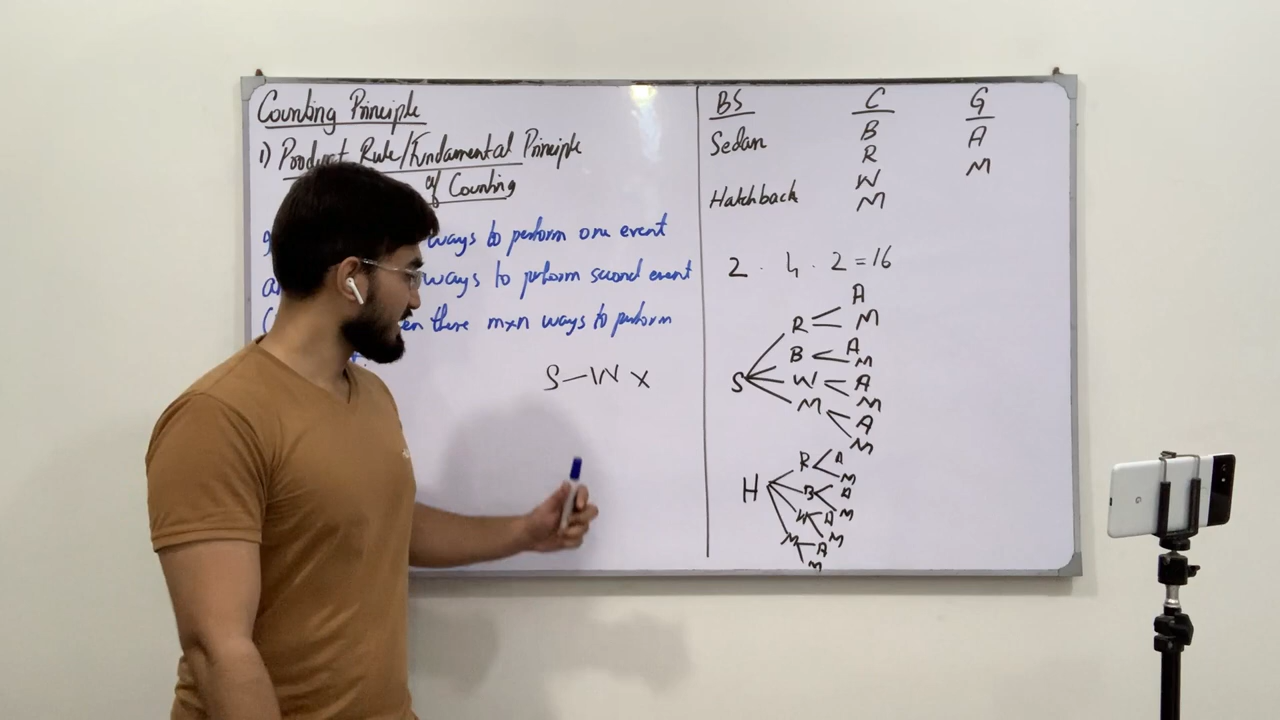 Counting Principle
1) Product Rule/Fundamental Principle
of Counting
ways to perform one event
ways to perform second event
there mxn ways to perform
S—W x
BS C G
Sedan B A
R M
W
Hatchback M
2 . 4 . 2 = 16
A
R M
B A
M
S W A
M M
A
M
R A
M
H B A
W A M
M A M
M